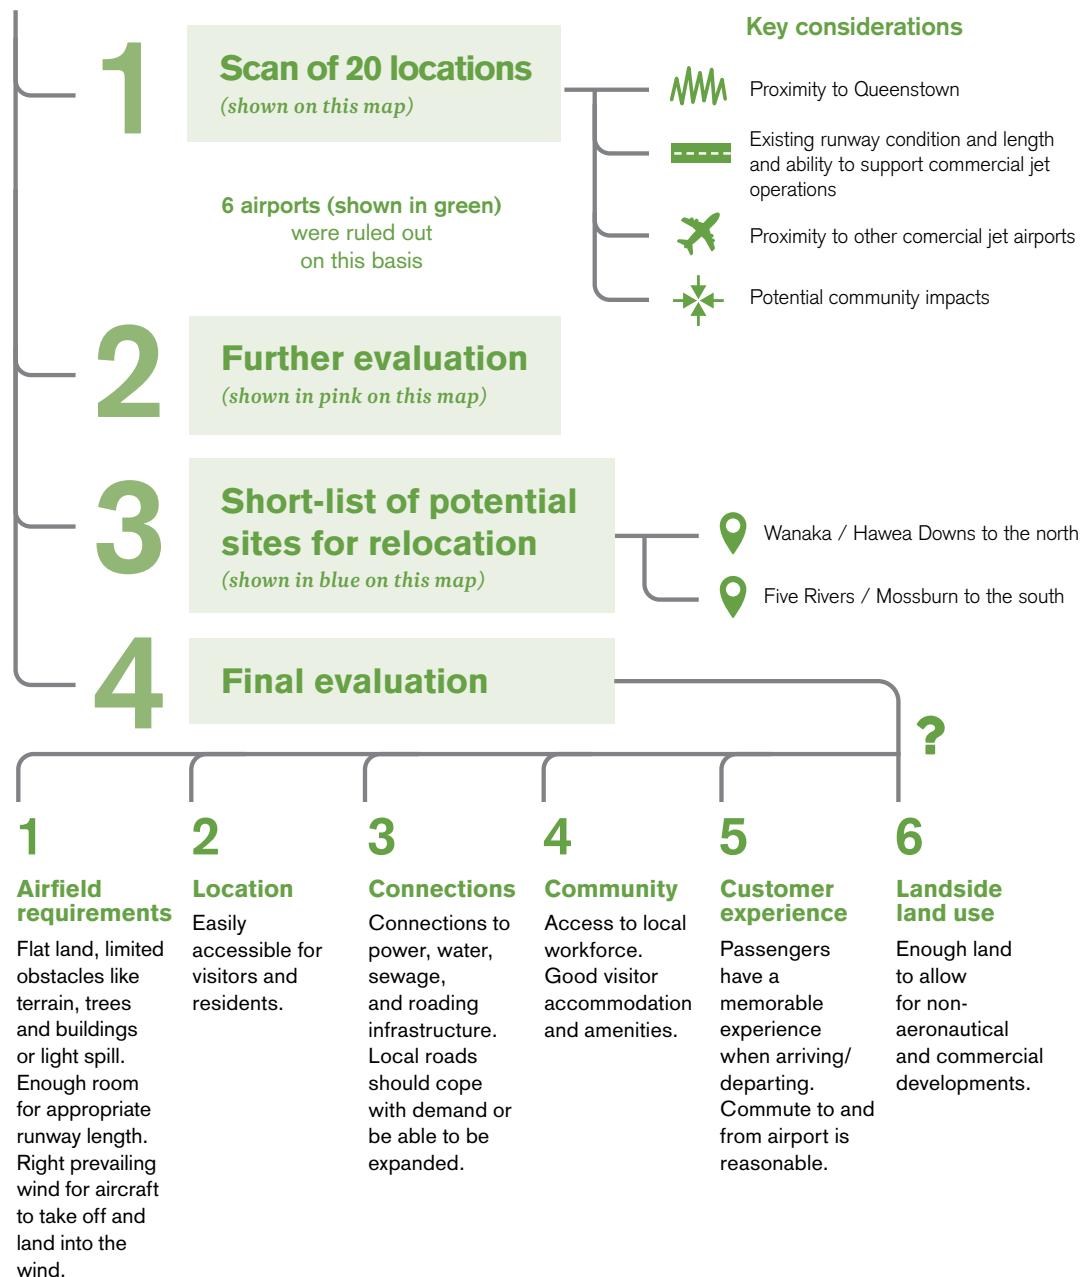 1
Scan of 20 locations
(shown on this map)
6 airports (shown in green)
were ruled out
on this basis
Key considerations
Proximity to Queenstown
Existing runway condition and length
and ability to support commercial jet
operations
Proximity to other comercial jet airports
Potential community impacts
2
Further evaluation
(shown in pink on this map)
3
Short-list of potential
sites for relocation
(shown in blue on this map)
Wanaka / Hawea Downs to the north
Five Rivers / Mossburn to the south
4
Final evaluation
?
1
Airfield
requirements
Flat land, limited
obstacles like
terrain, trees
and buildings
or light spill.
Enough room
for appropriate
runway length.
Right prevailing
wind for aircraft
to take off and
land into the
wind.
2
Location
Easily
accessible for
visitors and
residents.
3
Connections
Connections to
power, water,
sewage,
and roading
infrastructure.
Local roads
should cope
with demand or
be able to be
expanded.
4
Community
Access to local
workforce.
Good visitor
accommodation
and amenities.
5
Customer
experience
Passengers
have a
memorable
experience
when arriving/
departing.
Commute to and
from airport is
reasonable.
6
Landside
land use
Enough land
to allow
for non-
aeronautical
and commercial
developments.